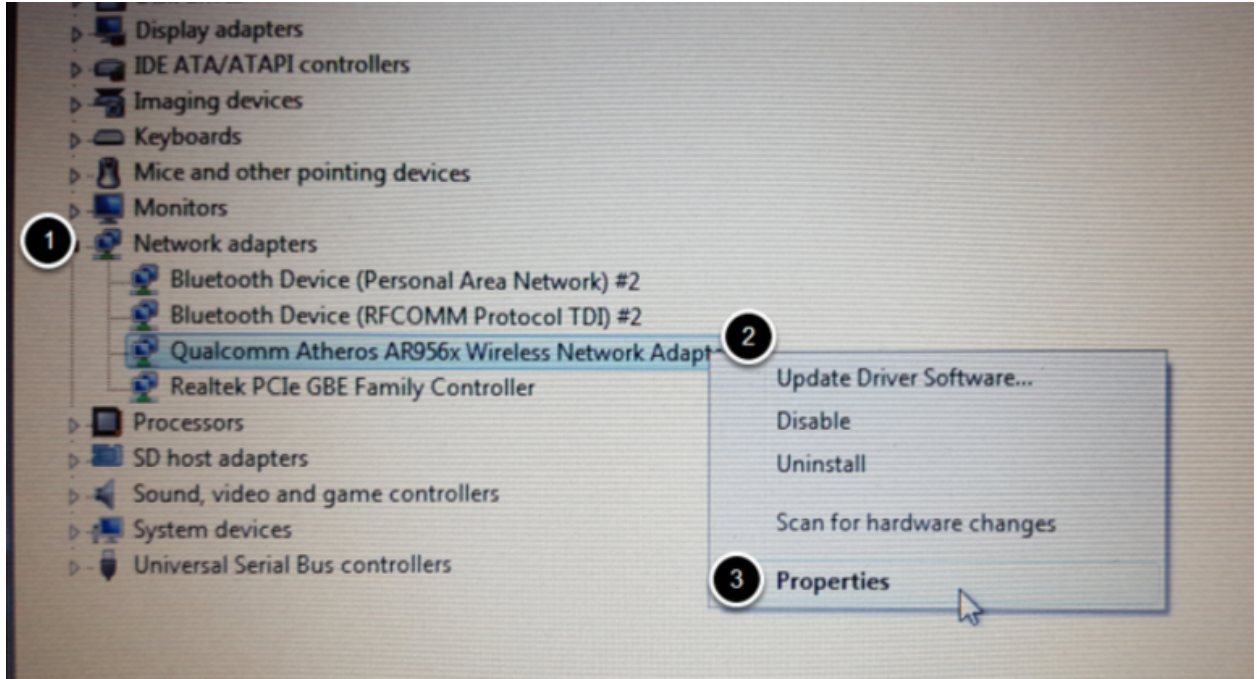 Display adapters
IDE ATA/ATAPI controllers
Imaging devices
Keyboards
Mice and other pointing devices
Monitors
1
Network adapters
Bluetooth Device (Personal Area Network) #2
Bluetooth Device (RFCOMM Protocol TDI) #2
2
Qualcomm Atheros AR956x Wireless Network Adapt
Realtek PCIe GBE Family Controller
Processors
SD host adapters
Sound, video and game controllers
System devices
Universal Serial Bus controllers
Update Driver Software...
Disable
Uninstall
Scan for hardware changes
3 Properties